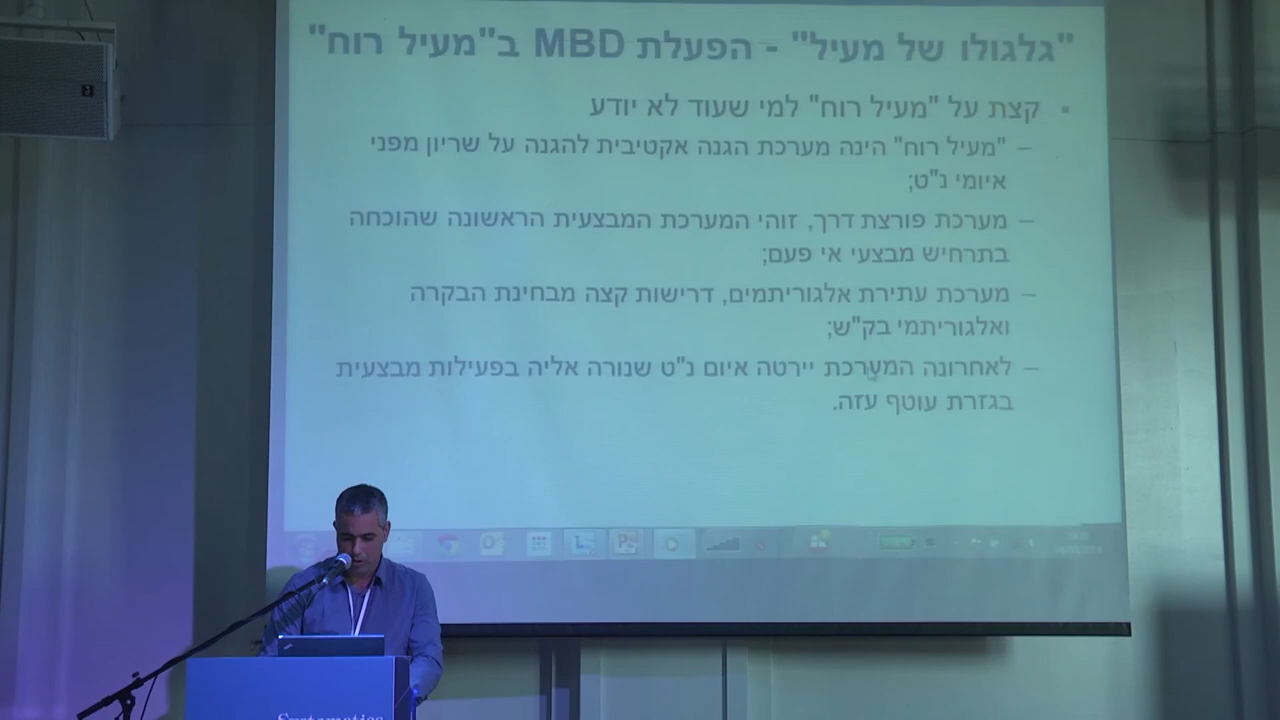 "גלגולו של מעיל" - הפעלת MBD ב"מעיל רוח"
▪ קצת על "מעיל רוח" למי שעוד לא יודע
– "מעיל רוח" הינה מערכת הגנה אקטיבית להגנה על שריון מפני
איומי נ"ט;
– מערכת פורצת דרך, זוהי המערכת המבצעית הראשונה שהוכחה
בתרחיש מבצעי אי פעם;
– מערכת עתירת אלגוריתמים, דרישות קצה מבחינת הבקרה
ואלגוריתמי בק"ש;
– לאחרונה המערכת יירטה איום נ"ט שנורה אליה בפעילות מבצעית
בגזרת עוטף עזה.
Systematics